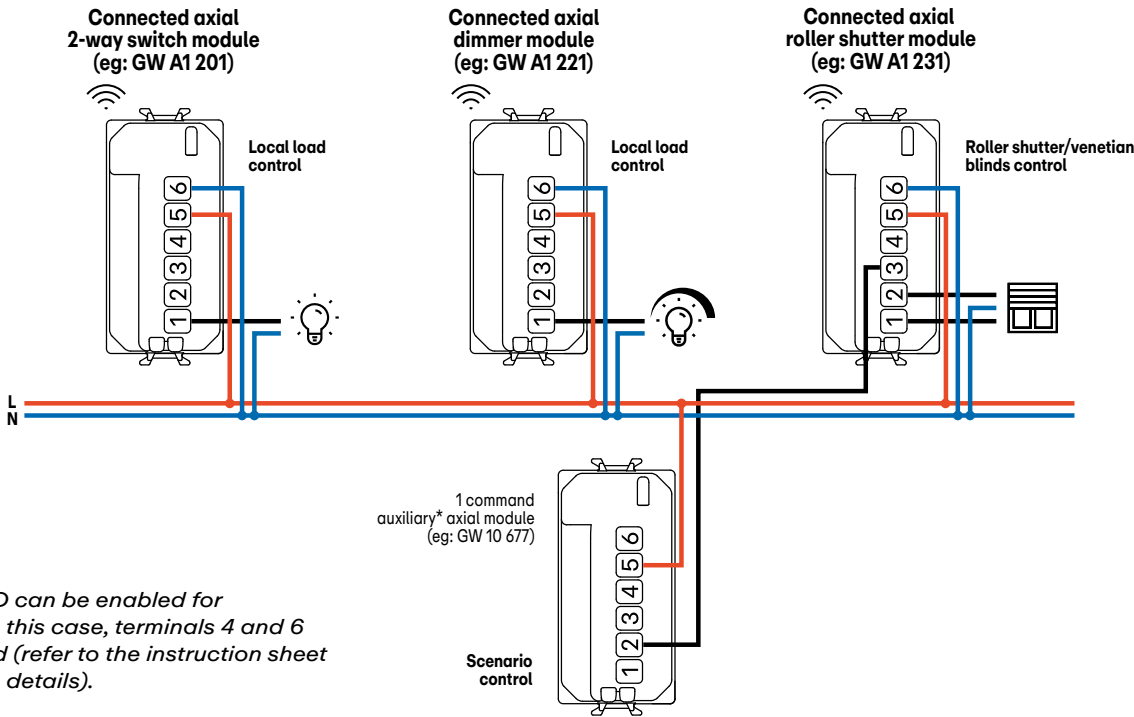 Connected axial
2-way switch module
(eg: GW A1 201)
Connected axial
dimmer module
(eg: GW A1 221)
Connected axial
roller shutter module
(eg: GW A1 231)
Local load
control
Local load
control
Roller shutter/venetian
blinds control
6
5
4
3
2
1
6
5
4
3
2
1
6
5
4
3
2
1
L
N
1 command
auxiliary* axial module
(eg: GW 10 677)
6
5
4
3
2
1
Scenario
control
can be enabled for
this case, terminals 4 and 6
(refer to the instruction sheet
details).